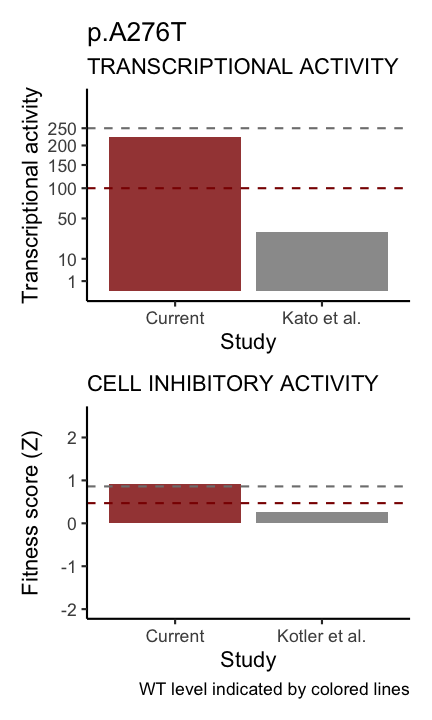 p.A276T
TRANSCRIPTIONAL ACTIVITY
Transcriptional activity
250
200
150
100
50
10
1
Current
Kato et al.
Study
CELL INHIBITORY ACTIVITY
Fitness score (Z)
2
1
0
-1
-2
Current
Kotler et al.
Study
WT level indicated by colored lines